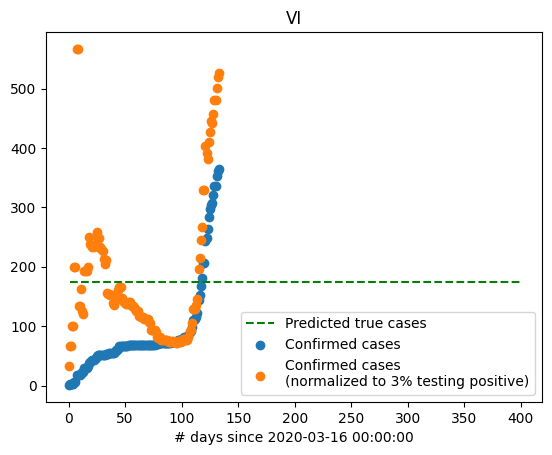 VI
500
400
300
200
100
0
Predicted true cases
Confirmed cases
Confirmed cases
(normalized to 3% testing positive)
0 50 100 150 200 250 300 350 400
# days since 2020-03-16 00:00:00